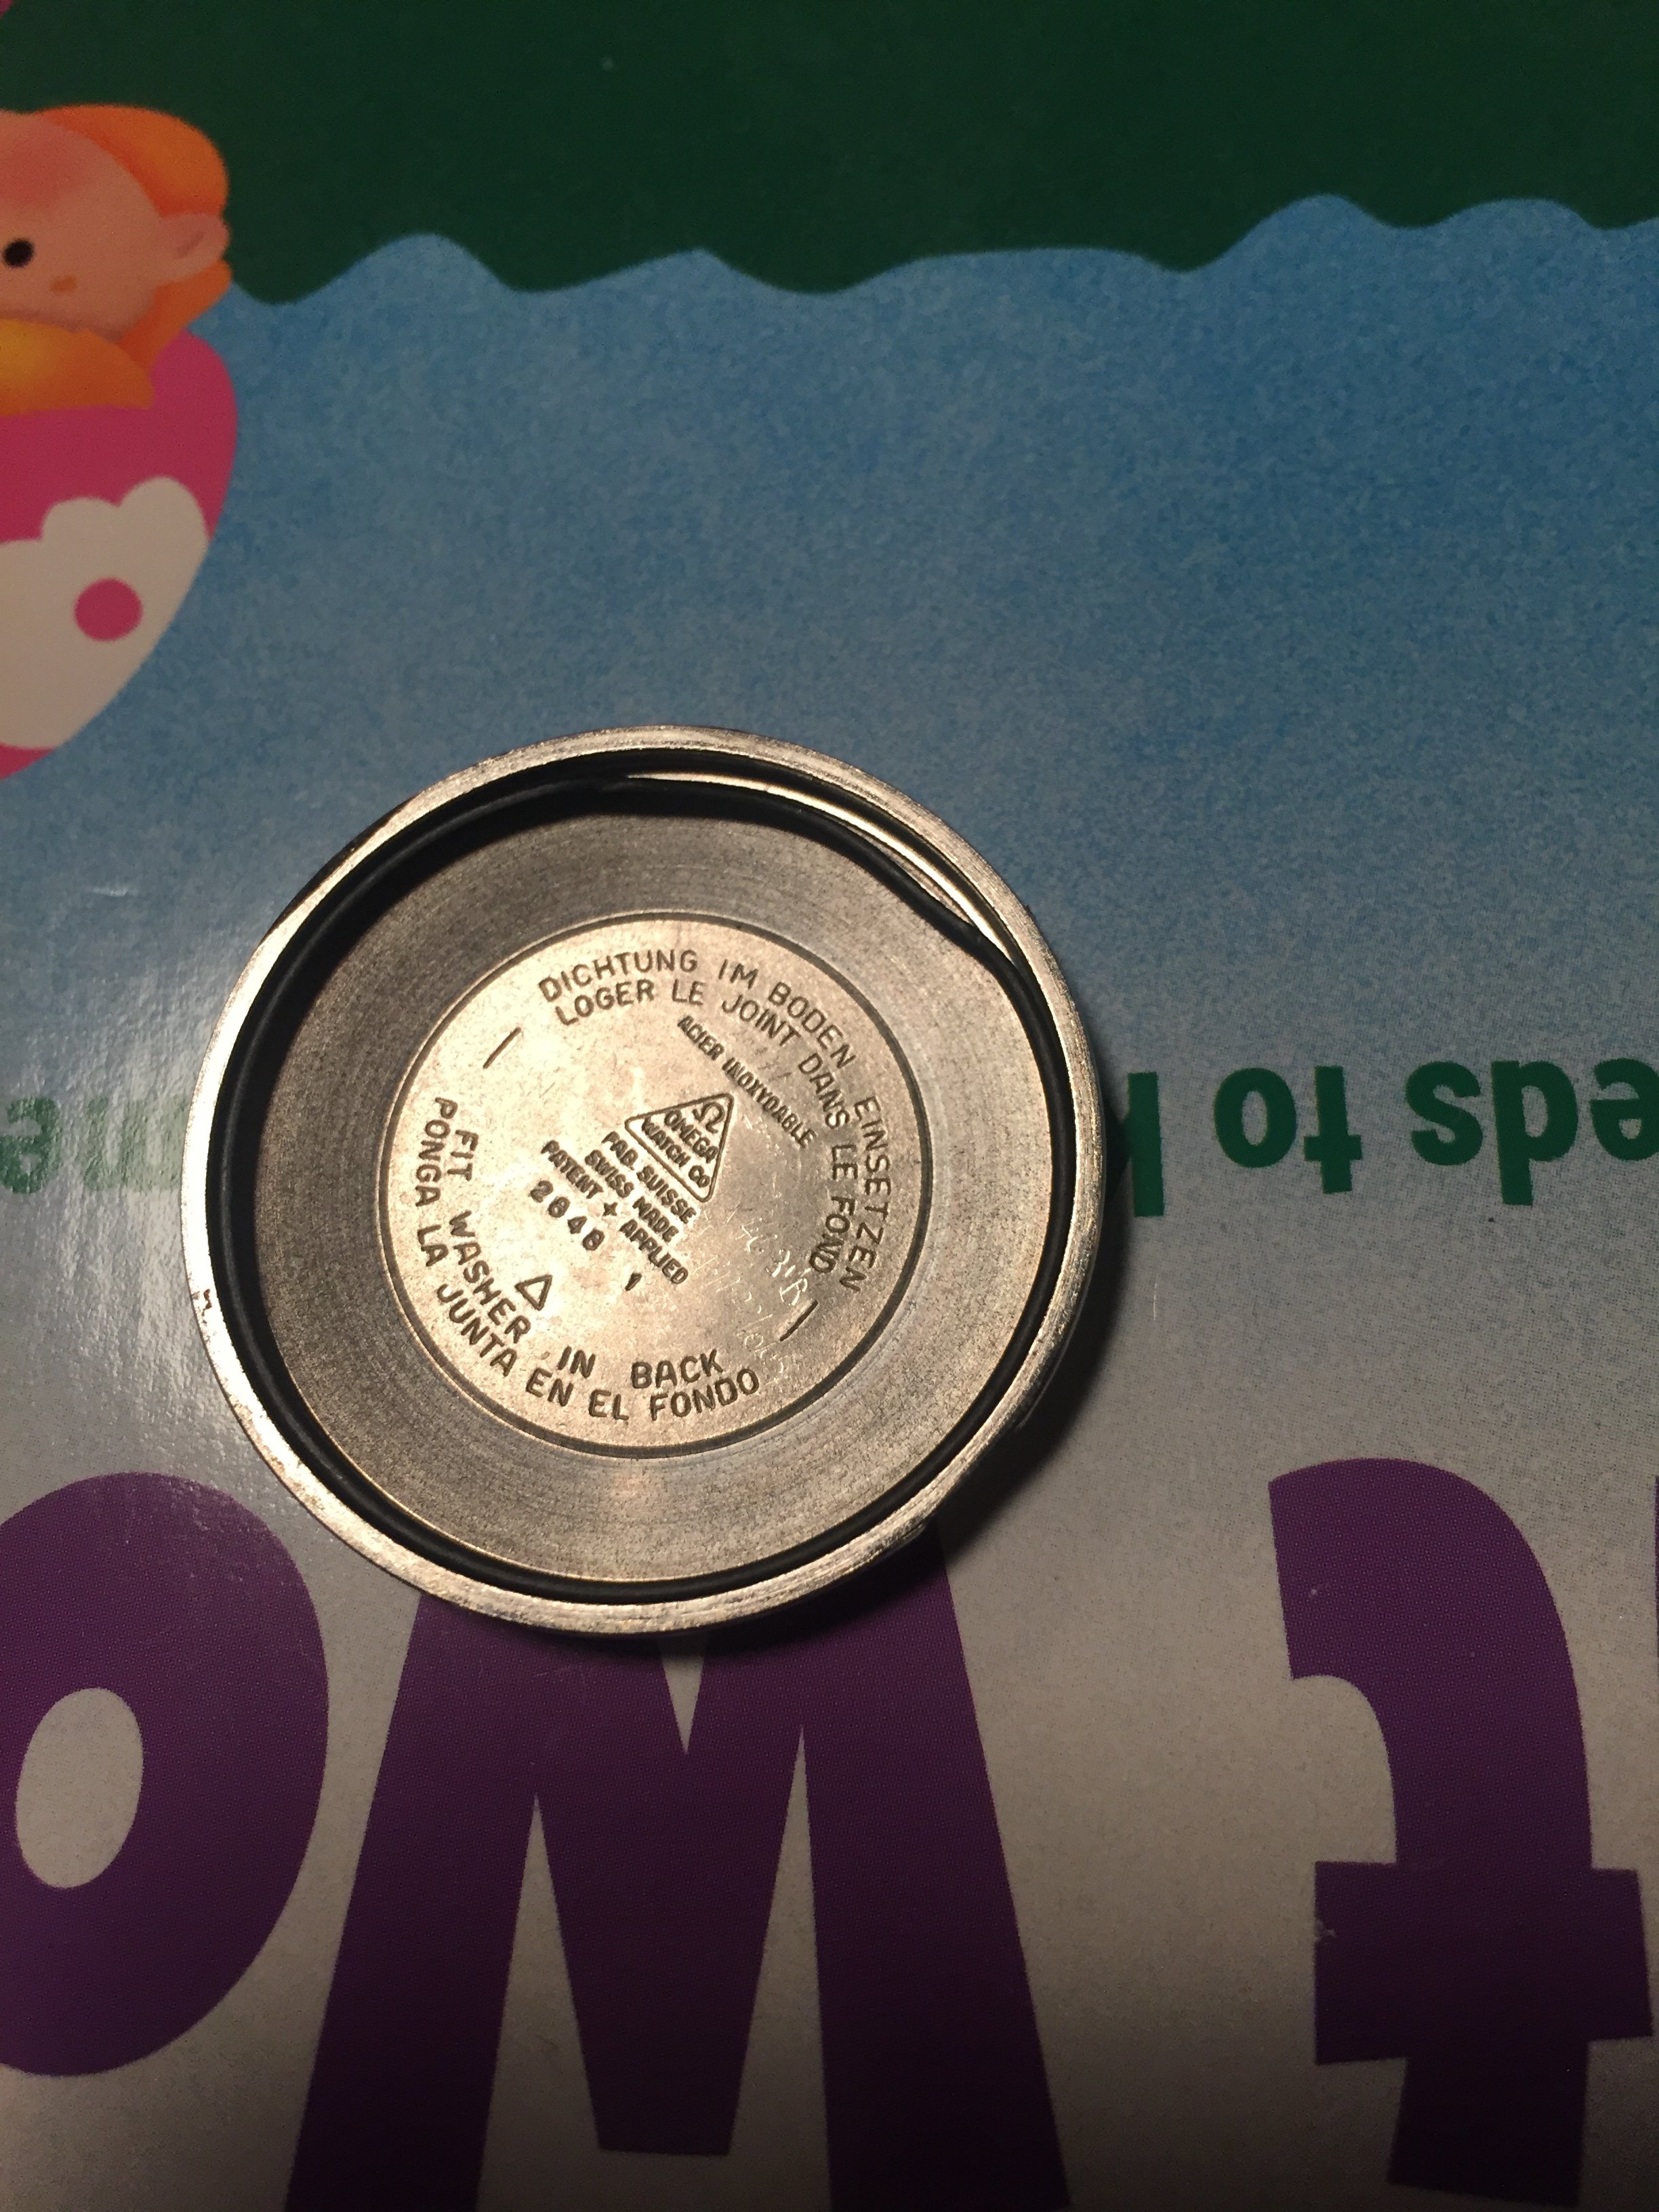 DICHTUNG IM BODEN EINSETZEN
LOGER LE JOINT DANS LE FOND
ACIER INOXYDABLE
Ω
OMEGA
WATCH Co
FAB. SUISSE
SWISS MADE
PATENT + APPLIED
2848
FIT WASHER IN BACK
PONGA LA JUNTA EN EL FONDO
eds to